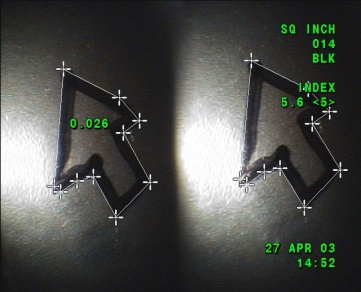 SQ INCH
014
BLK
INDEX
5.6 <5>
0.026
27 APR 03
14:52